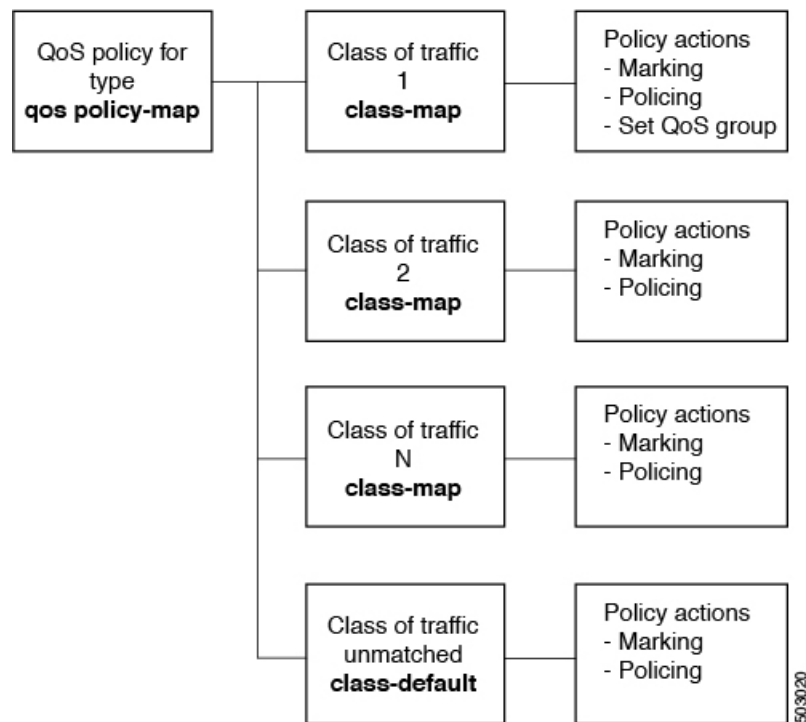 QoS policy for
type
qos policy-map
Class of traffic
1
class-map
Policy actions
- Marking
- Policing
- Set QoS group
Class of traffic
2
class-map
Policy actions
- Marking
- Policing
Class of traffic
N
class-map
Policy actions
- Marking
- Policing
Class of traffic
unmatched
class-default
Policy actions
- Marking
- Policing
503020